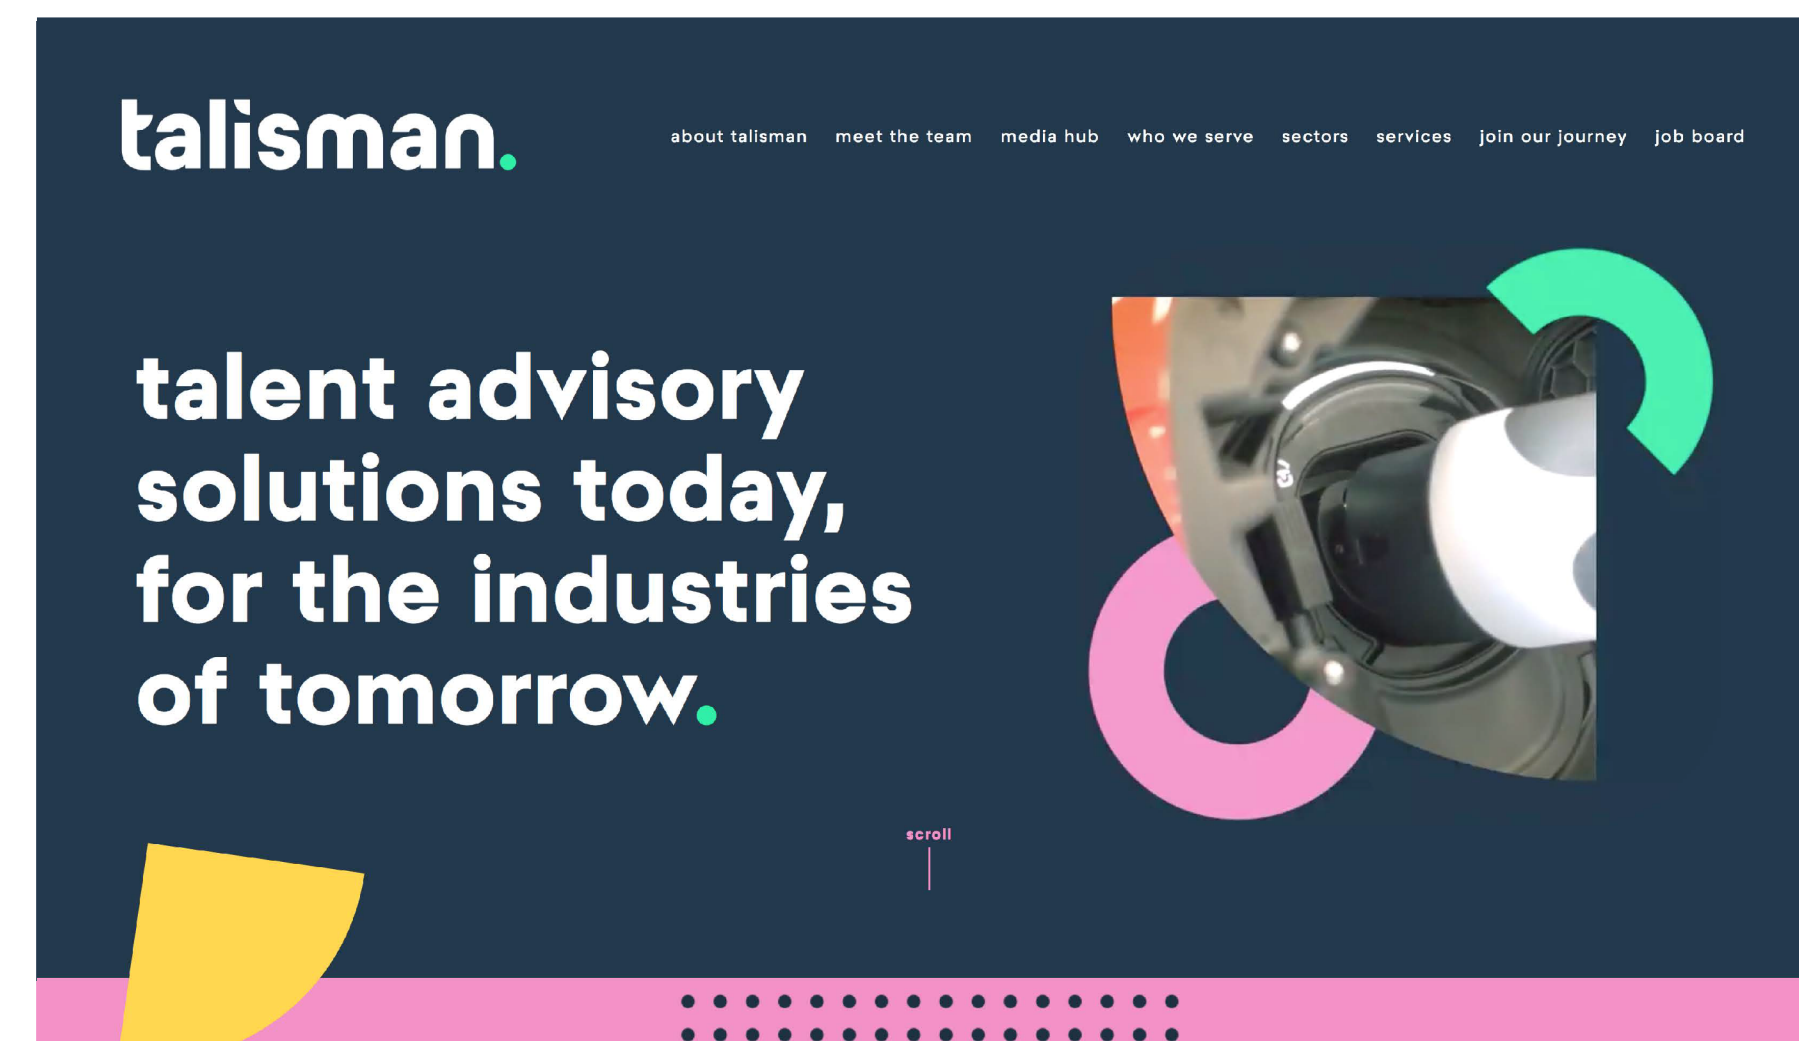 talisman.
about talisman meet the team media hub who we serve sectors services join our journey job board
talent advisory
solutions today,
for the industries
of tomorrow.
scroll